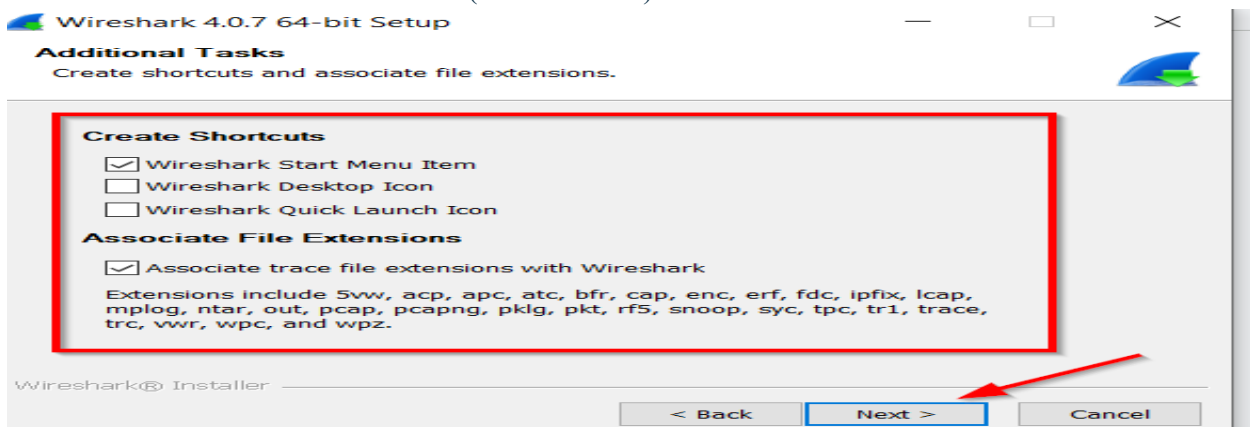 Wireshark 4.0.7 64-bit Setup
Additional Tasks
Create shortcuts and associate file extensions.
Create Shortcuts
Wireshark Start Menu Item
Wireshark Desktop Icon
Wireshark Quick Launch Icon
Associate File Extensions
Associate trace file extensions with Wireshark
Extensions include 5vw, acp, apc, atc, bfr, cap, enc, erf, fdc, ipfix, lcap,
mplog, ntar, out, pcap, pcapng, pklg, pkt, rf5, snoop, syc, tpc, tr1, trace,
trc, vwr, wpc, and wpz.
Wireshark® Installer
< Back Next > Cancel